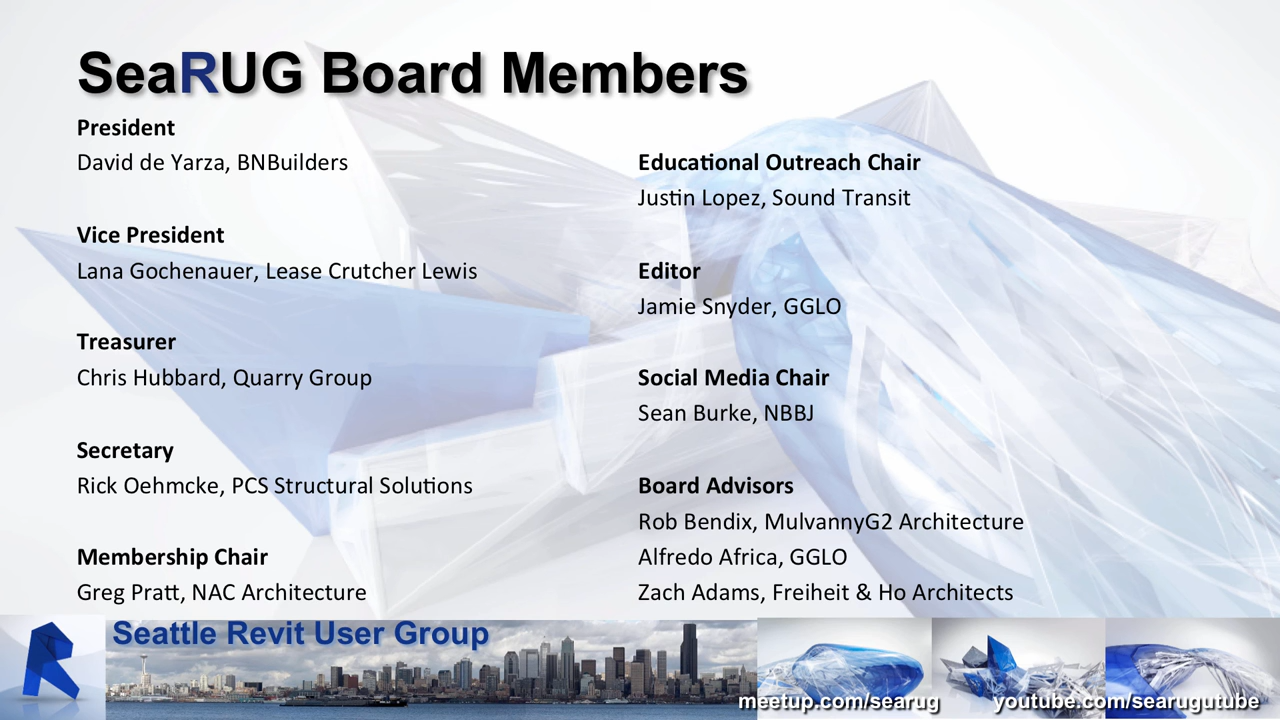 SeaRUG Board Members
President
David de Yarza, BNBuilders
Vice President
Lana Gochenauer, Lease Crutcher Lewis
Treasurer
Chris Hubbard, Quarry Group
Secretary
Rick Oehmcke, PCS Structural Solutions
Membership Chair
Greg Pratt, NAC Architecture
Educational Outreach Chair
Justin Lopez, Sound Transit
Editor
Jamie Snyder, GGLO
Social Media Chair
Sean Burke, NBBJ
Board Advisors
Rob Bendix, MulvannyG2 Architecture
Alfredo Africa, GGLO
Zach Adams, Freiheit & Ho Architects
Seattle Revit User Group
meetup.com/searug
youtube.com/searugutube